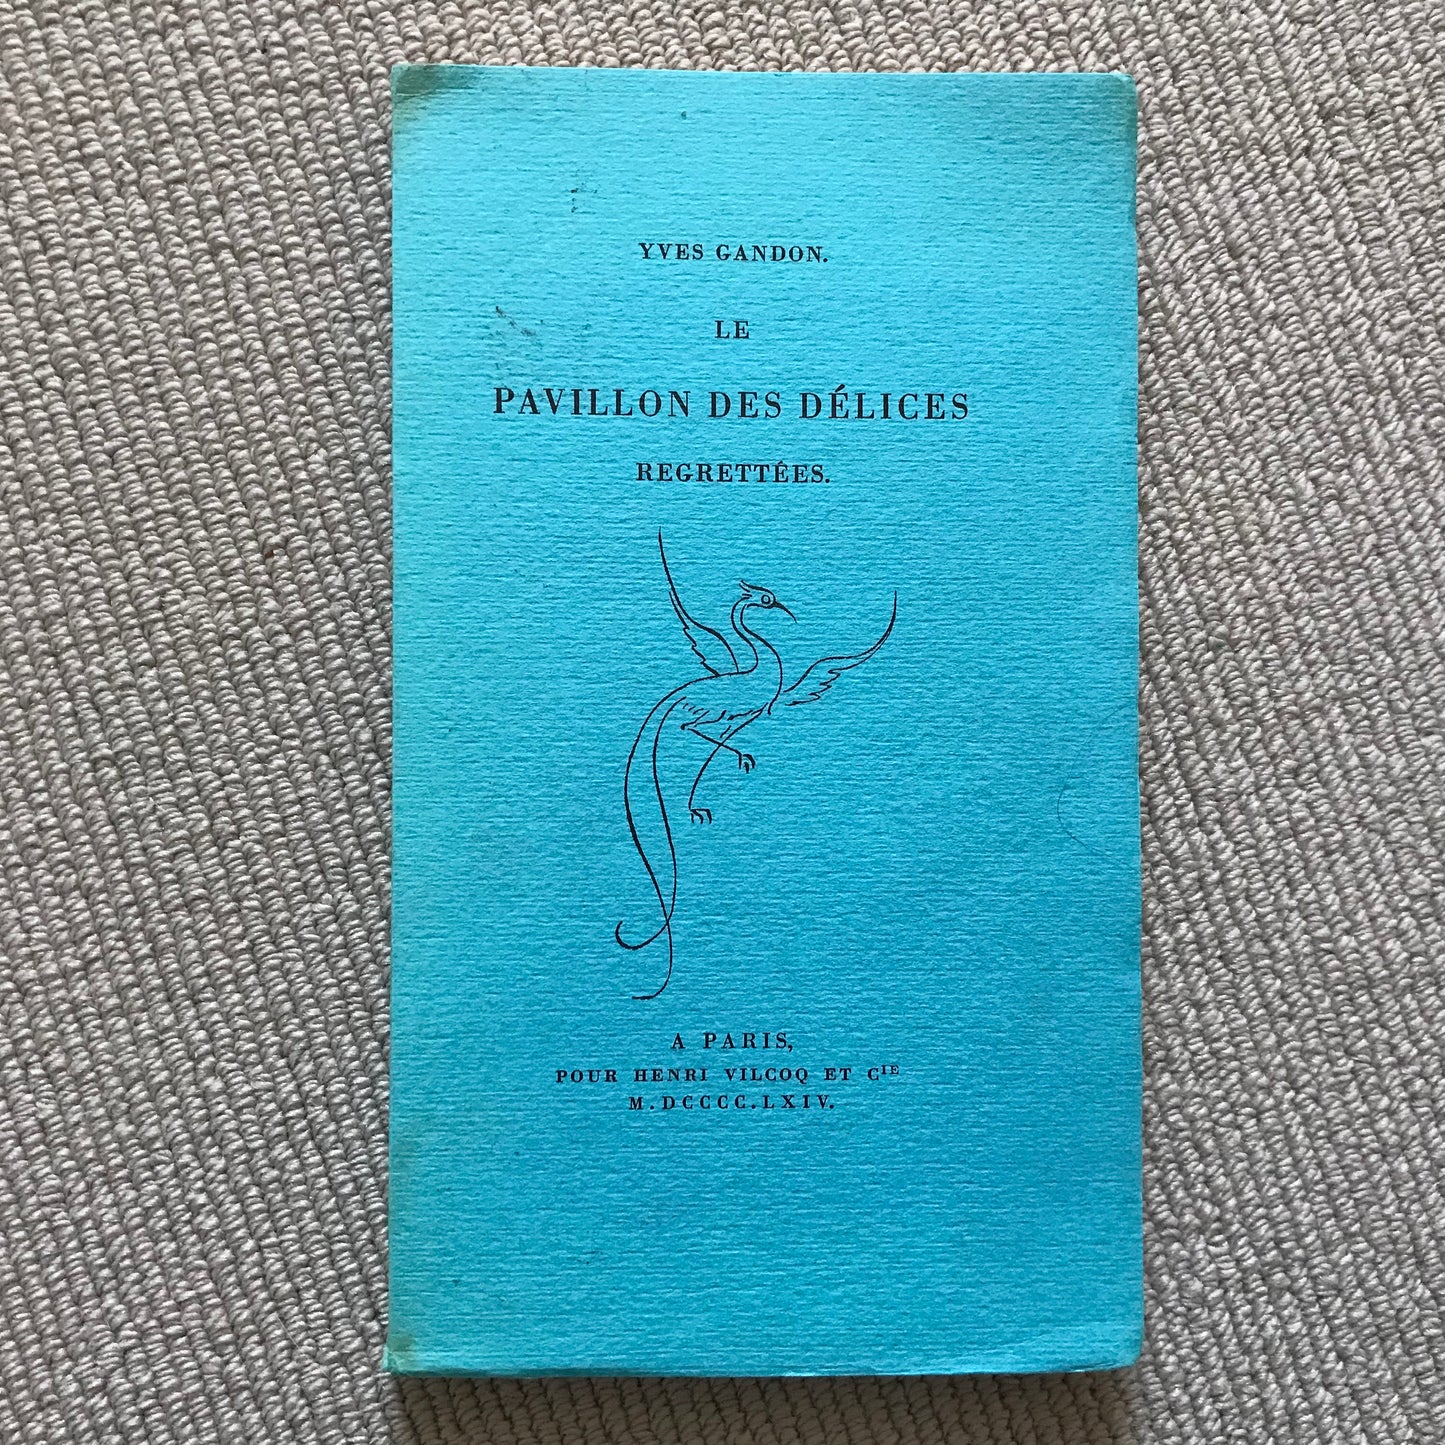 YVES GANDON.
LE
PAVILLON DES DÉLICES
REGRETTÉES.
A PARIS,
POUR HENRI VILCOQ ET CIE
M.DCCCC.LXIV.